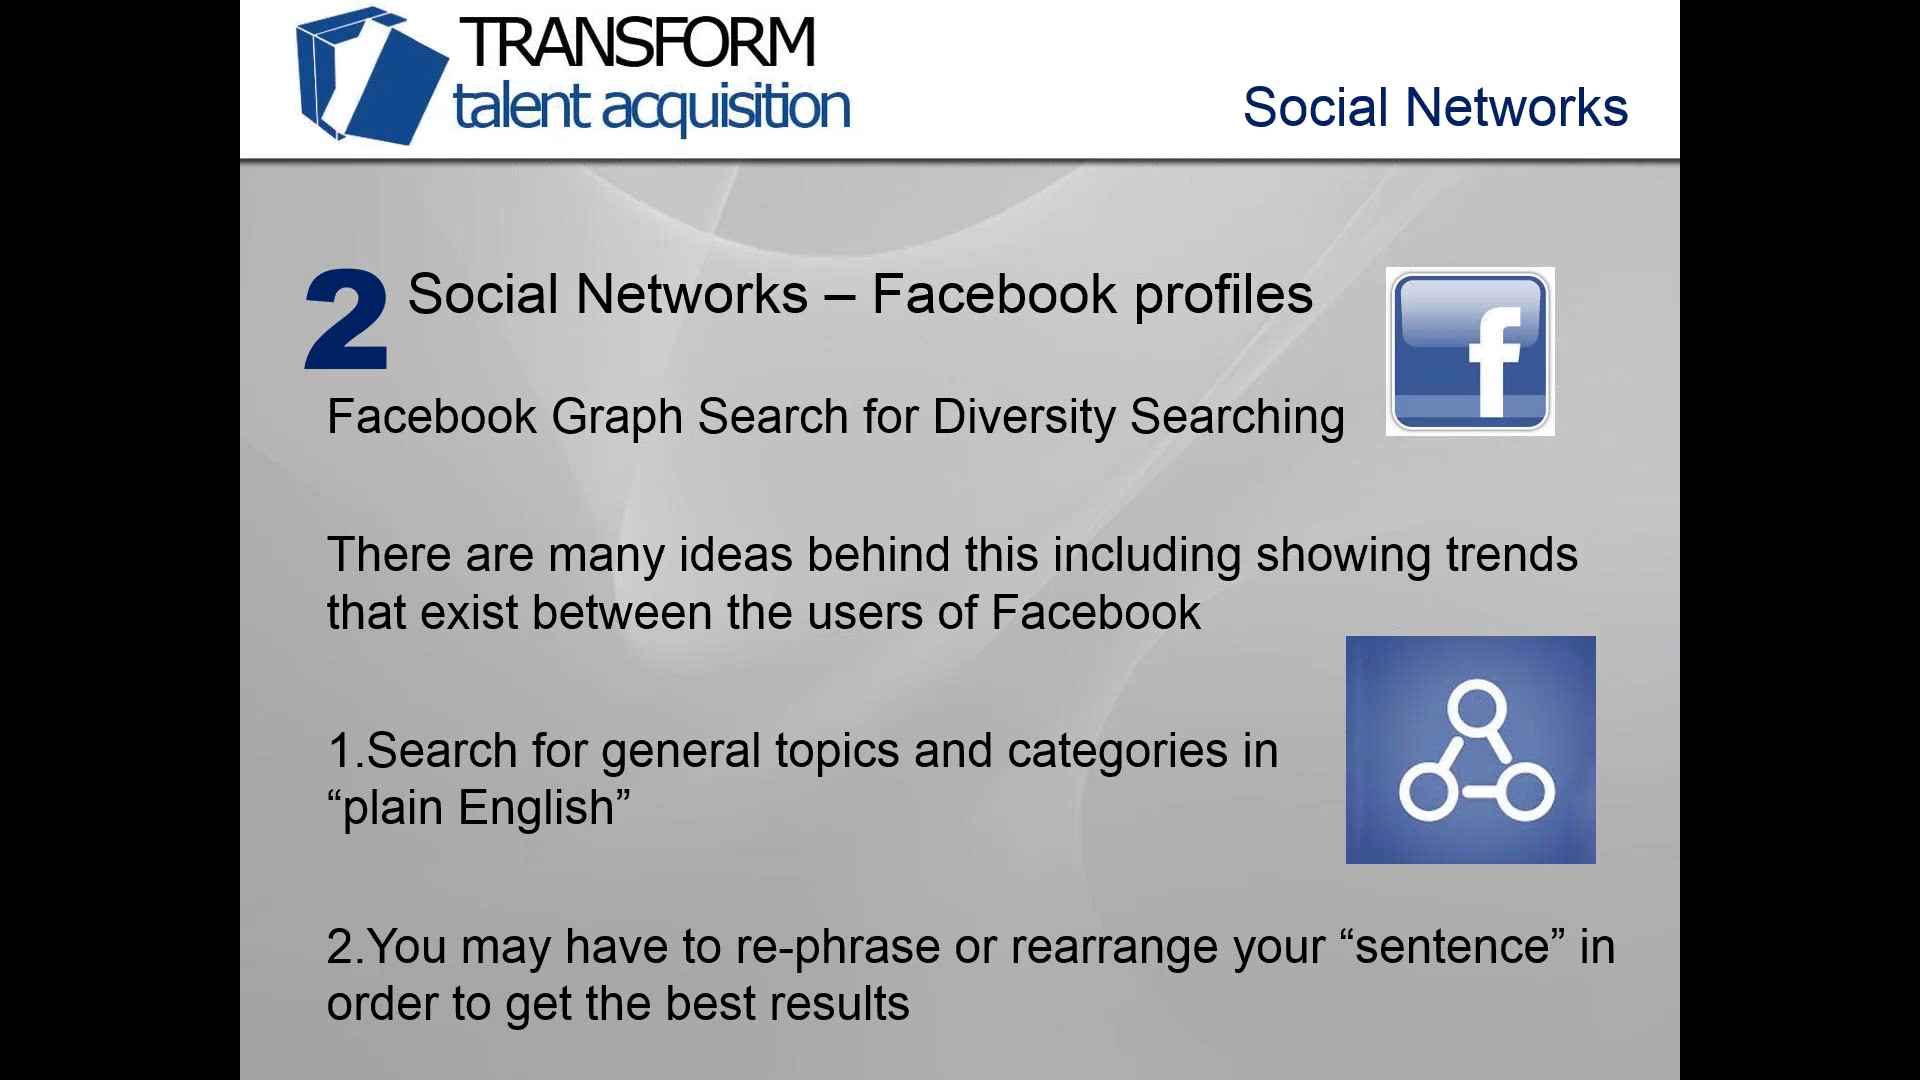 TRANSFORM
talent acquisition
Social Networks
2 Social Networks – Facebook profiles
f
Facebook Graph Search for Diversity Searching
There are many ideas behind this including showing trends
that exist between the users of Facebook
1.Search for general topics and categories in
“plain English”
2.You may have to re-phrase or rearrange your “sentence” in
order to get the best results